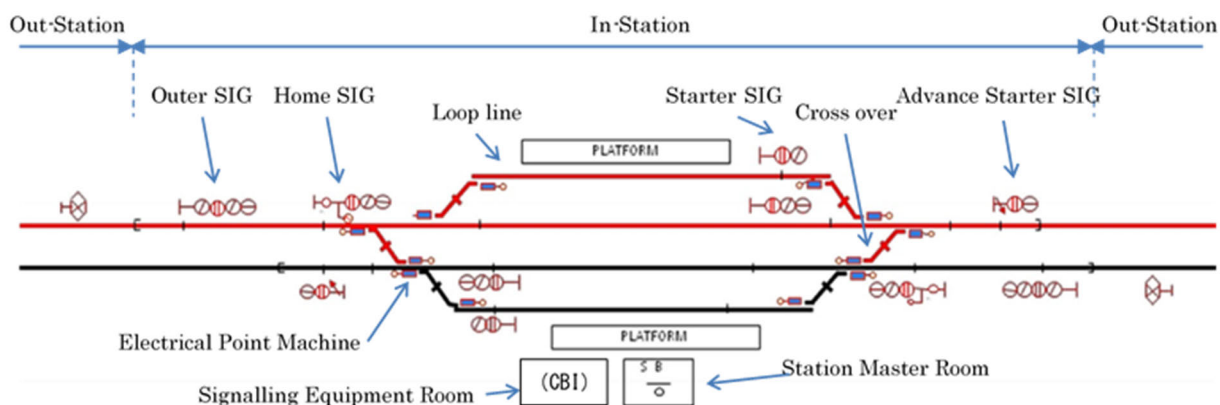 Out-Station In-Station Out-Station
Outer SIG Home SIG Starter SIG Advance Starter SIG
Loop line Cross over
PLATFORM
PLATFORM
Electrical Point Machine
(CBI) S B Station Master Room
Signalling Equipment Room